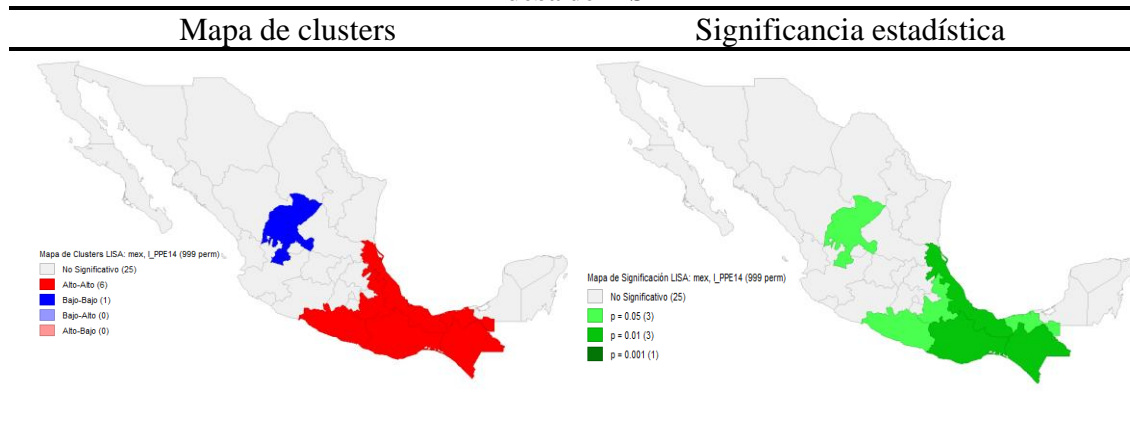 Mapa de clusters
Significancia estadística
Mapa de Clusters LISA: mex, I_PPE14 (999 perm)
No Significativo (25)
Alto-Alto (6)
Bajo-Bajo (1)
Bajo-Alto (0)
Alto-Bajo (0)
Mapa de Significación LISA: mex, I_PPE14 (999 perm)
No Significativo (25)
p = 0.05 (3)
p = 0.01 (3)
p = 0.001 (1)